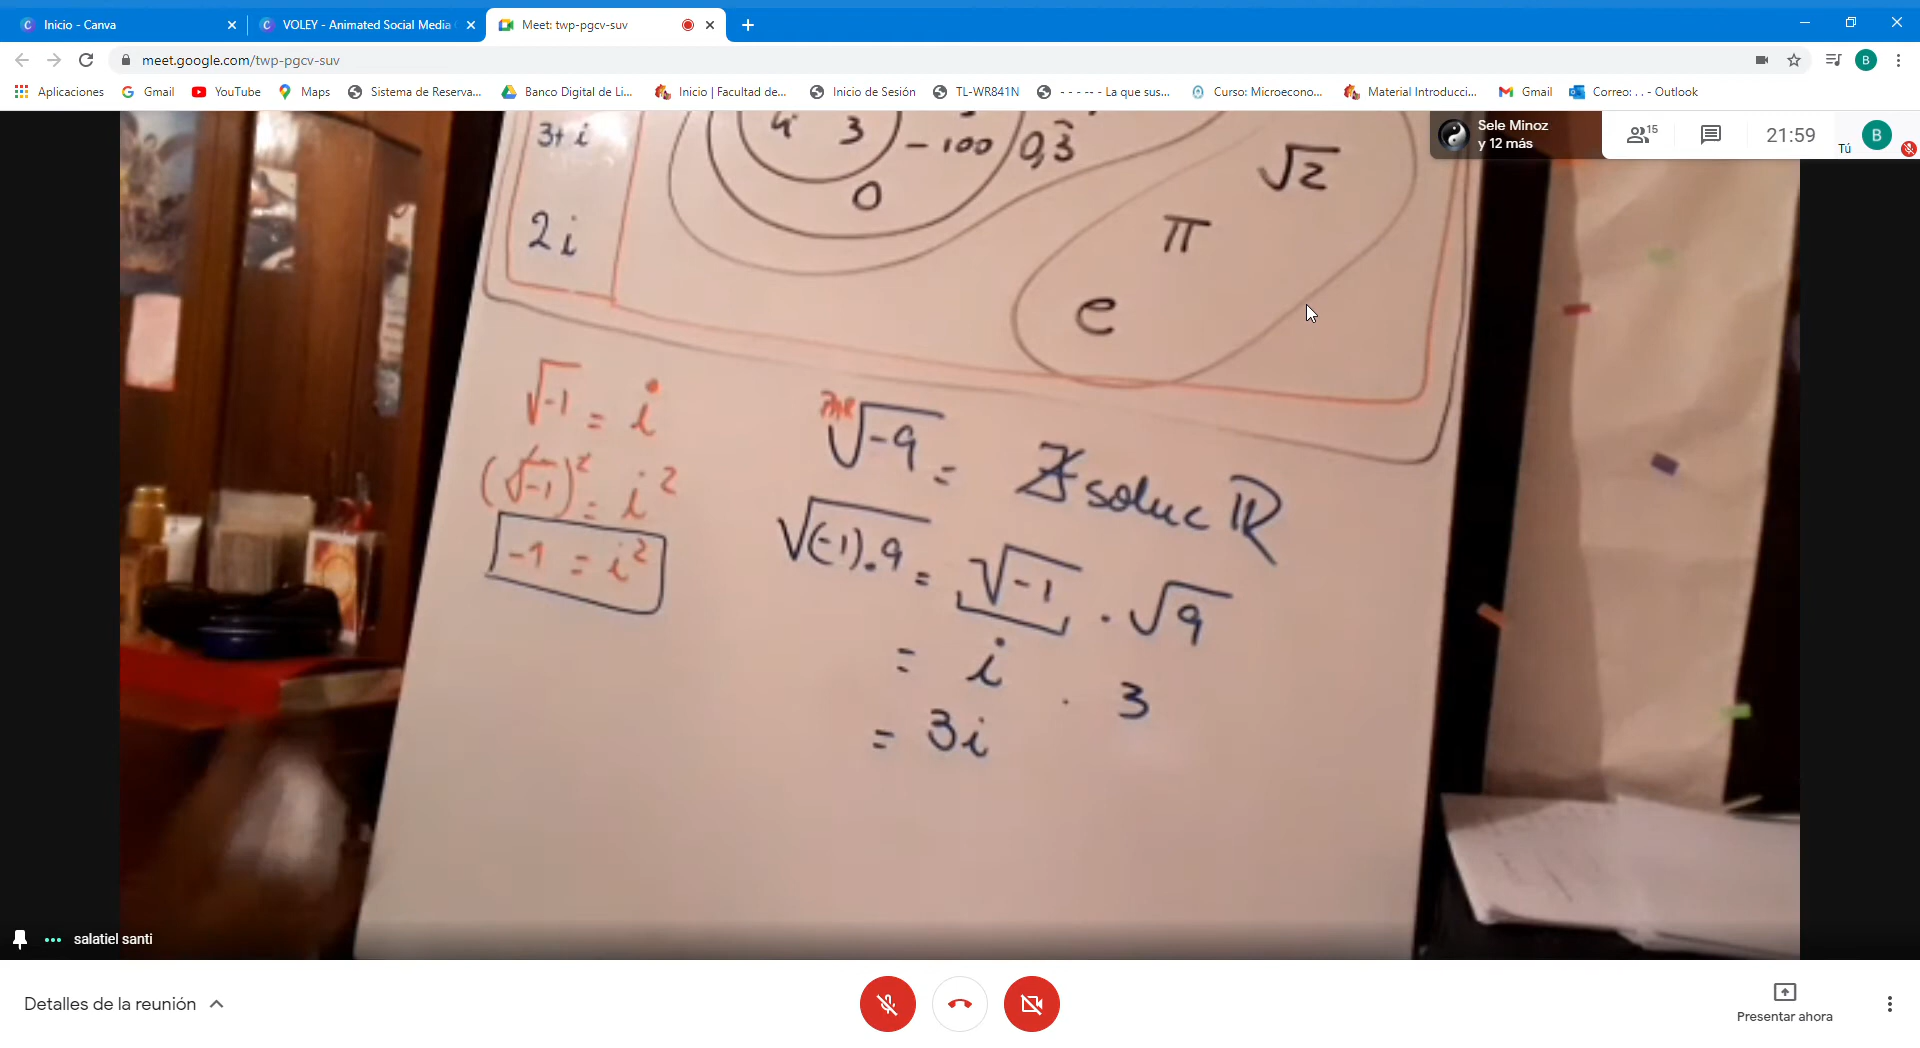 Inicio - Canva
VOLEY - Animated Social Media
Meet: twp-pgcv-suv
meet.google.com/twp-pgcv-suv
B
Aplicaciones
Gmail
YouTube
Maps
Sistema de Reserva...
Banco Digital de Li...
Inicio | Facultad de...
Inicio de Sesión
TL-WR841N
- - - -- - La que sus...
Curso: Microecono...
Material Introducci...
Gmail
Correo: . . - Outlook
Sele Minoz
y 12 más
15
21:59
Tú
B
3+i
3
-100
0,3̂
√2
0
2i
π
e
√-1 = i
(√-1)² = i²
-1 = i²
√-9 =
∄ soluc ℝ
√(-1).9 = √-1 . √9
= i . 3
= 3i
salatiel santi
Detalles de la reunión
Presentar ahora